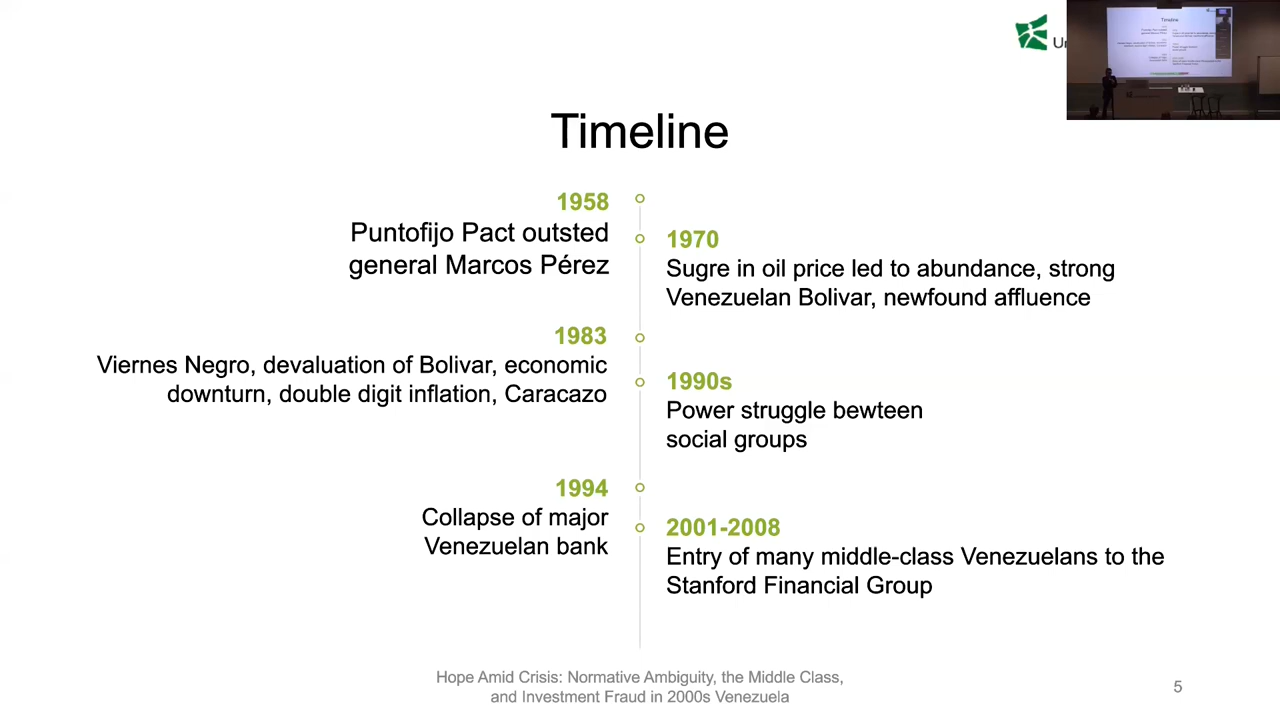 Timeline
1958
Puntofijo Pact outsted
general Marcos Pérez
1970
Sugre in oil price led to abundance, strong
Venezuelan Bolivar, newfound affluence
1983
Viernes Negro, devaluation of Bolivar, economic
downturn, double digit inflation, Caracazo
1990s
Power struggle bewteen
social groups
1994
Collapse of major
Venezuelan bank
2001-2008
Entry of many middle-class Venezuelans to the
Stanford Financial Group
Hope Amid Crisis: Normative Ambiguity, the Middle Class,
and Investment Fraud in 2000s Venezuela
5